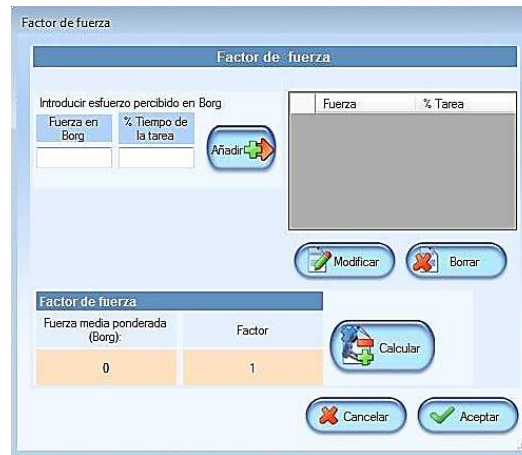 Factor de fuerza
Factor de fuerza
Introducir esfuerzo percibido en Borg
Fuerza en Borg
% Tiempo de la tarea
Añadir
Fuerza
% Tarea
Modificar
Borrar
Factor de fuerza
Fuerza media ponderada
(Borg):
Factor
0
1
Calcular
Cancelar
Aceptar